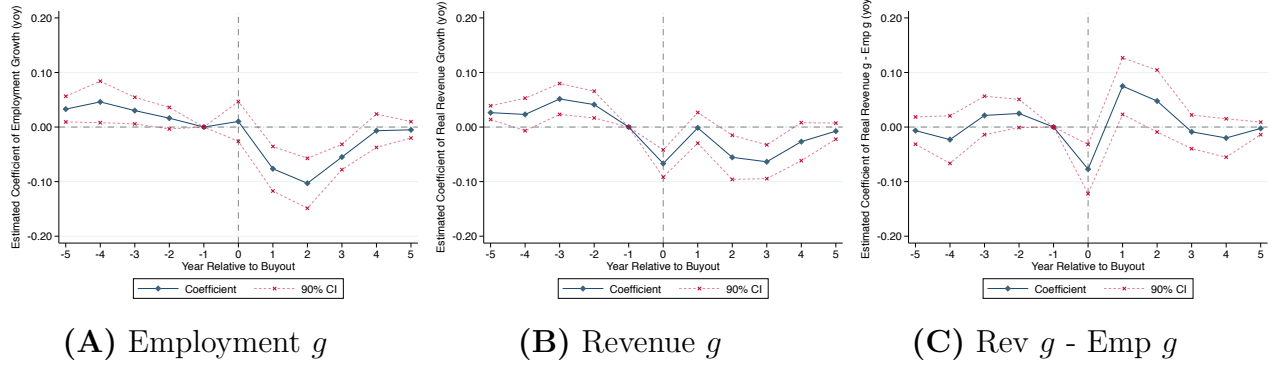 Estimated Coefficient of Employment Growth (yoy)
0.20
0.10
0.00
-0.10
-0.20
-5 -4 -3 -2 -1 0 1 2 3 4 5
Year Relative to Buyout
Coefficient 90% CI
(A) Employment g
Estimated Coefficient of Real Revenue Growth (yoy)
0.20
0.10
0.00
-0.10
-0.20
-5 -4 -3 -2 -1 0 1 2 3 4 5
Year Relative to Buyout
Coefficient 90% CI
(B) Revenue g
Estimated Coefficient of Real Revenue g - Emp g (yoy)
0.20
0.10
0.00
-0.10
-0.20
-5 -4 -3 -2 -1 0 1 2 3 4 5
Year Relative to Buyout
Coefficient 90% CI
(C) Rev g - Emp g